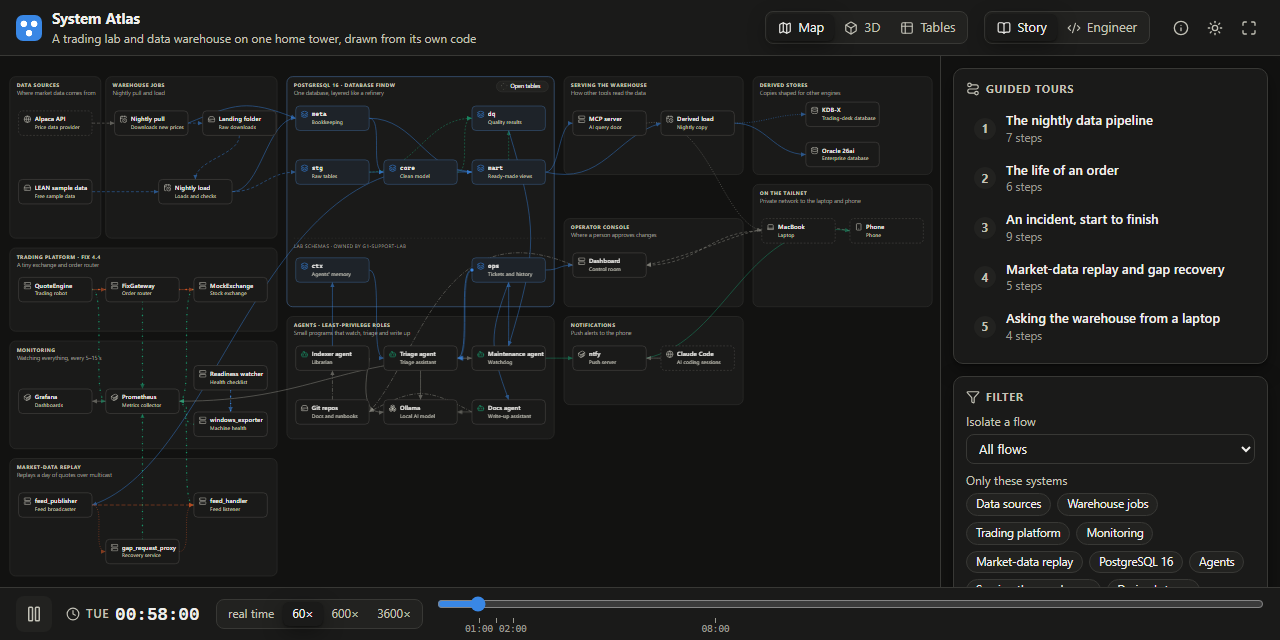 System Atlas
A trading lab and data warehouse on one home tower, drawn from its own code
Map
3D
Tables
Story
Engineer
DATA SOURCES
Where market data comes from
Alpaca API
Price data provider
LEAN sample data
Free sample data
WAREHOUSE JOBS
Nightly pull and load
Nightly pull
Downloads new prices
Landing folder
Raw downloads
Nightly load
Loads and checks
POSTGRESQL 16 · DATABASE FINDW
One database, layered like a refinery
Open tables
meta
Bookkeeping
dq
Quality results
stg
Raw tables
core
Clean model
mart
Ready-made views
LAB SCHEMAS · OWNED BY G1-SUPPORT-LAB
ctx
Agents' memory
ops
Tickets and history
SERVING THE WAREHOUSE
How other tools read the data
MCP server
AI query door
Derived load
Nightly copy
DERIVED STORES
Copies shaped for other engines
KDB-X
Trading-desk database
Oracle 26ai
Enterprise database
ON THE TAILNET
Private network to the laptop and phone
MacBook
Laptop
Phone
Phone
OPERATOR CONSOLE
Where a person approves changes
Dashboard
Control room
TRADING PLATFORM · FIX 4.4
A tiny exchange and order router
QuoteEngine
Trading robot
FixGateway
Order router
MockExchange
Stock exchange
AGENTS · LEAST-PRIVILEGE ROLES
Small programs that watch, triage and write up
Indexer agent
Libraries
Triage agent
Triage assistant
Maintenance agent
Watchdog
Git repos
Docs and runbooks
Ollama
Local AI model
Docs agent
Write-up assistant
NOTIFICATIONS
Push alerts to the phone
ntfy
Push server
Claude Code
AI coding sessions
MONITORING
Watching everything, every 5–15 s
Readiness watcher
Health checklist
Grafana
Dashboards
Prometheus
Metrics collector
windows_exporter
Machine health
MARKET-DATA REPLAY
Replays a day of quotes over multicast
feed_publisher
Feed broadcaster
feed_handler
Feed listener
gap_request_proxy
Recovery service
GUIDED TOURS
1
The nightly data pipeline
7 steps
2
The life of an order
6 steps
3
An incident, start to finish
9 steps
4
Market-data replay and gap recovery
5 steps
5
Asking the warehouse from a laptop
4 steps
FILTER
Isolate a flow
All flows
Only these systems
Data sources
Warehouse jobs
Trading platform
Monitoring
Market-data replay
PostgreSQL 16
Agents
TUE 00:58:00
real time
60×
600×
3600×
01:00
02:00
08:00